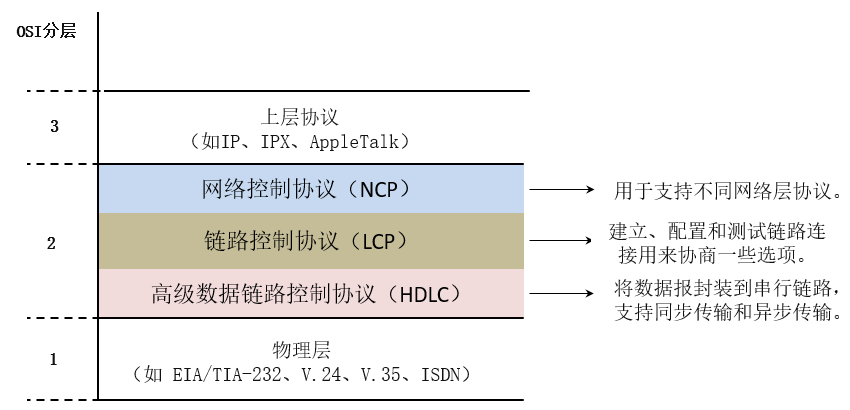 OSI分层
3
上层协议
（如IP、IPX、AppleTalk）
2
网络控制协议（NCP）
用于支持不同网络层协议。
链路控制协议（LCP）
建立、配置和测试链路连
接用来协商一些选项。
高级数据链路控制协议（HDLC）
将数据报封装到串行链路，
支持同步传输和异步传输。
1
物理层
（如 EIA/TIA-232、V.24、V.35、ISDN）